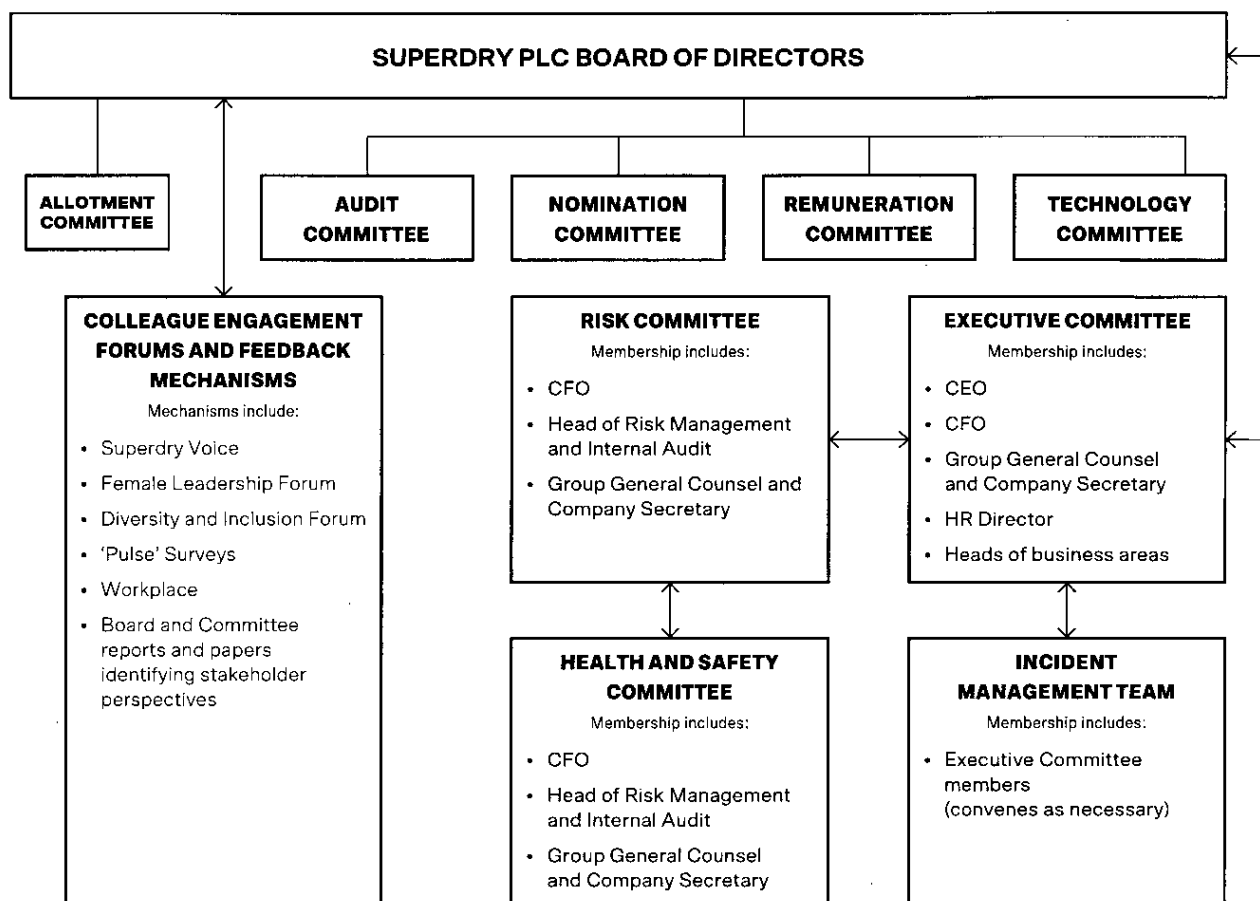 SUPERDRY PLC BOARD OF DIRECTORS
ALLOTMENT
COMMITTEE
AUDIT
COMMITTEE
NOMINATION
COMMITTEE
REMUNERATION
COMMITTEE
TECHNOLOGY
COMMITTEE
COLLEAGUE ENGAGEMENT
FORUMS AND FEEDBACK
MECHANISMS
Mechanisms include:
• Superdry Voice
• Female Leadership Forum
• Diversity and Inclusion Forum
• ‘Pulse’ Surveys
• Workplace
• Board and Committee
reports and papers
identifying stakeholder
perspectives
RISK COMMITTEE
Membership includes:
• CFO
• Head of Risk Management
and Internal Audit
• Group General Counsel and
Company Secretary
EXECUTIVE COMMITTEE
Membership includes:
• CEO
• CFO
• Group General Counsel
and Company Secretary
• HR Director
• Heads of business areas
HEALTH AND SAFETY
COMMITTEE
Membership includes:
• CFO
• Head of Risk Management
and Internal Audit
• Group General Counsel
and Company Secretary
INCIDENT
MANAGEMENT TEAM
Membership includes:
• Executive Committee
members
(convenes as necessary)